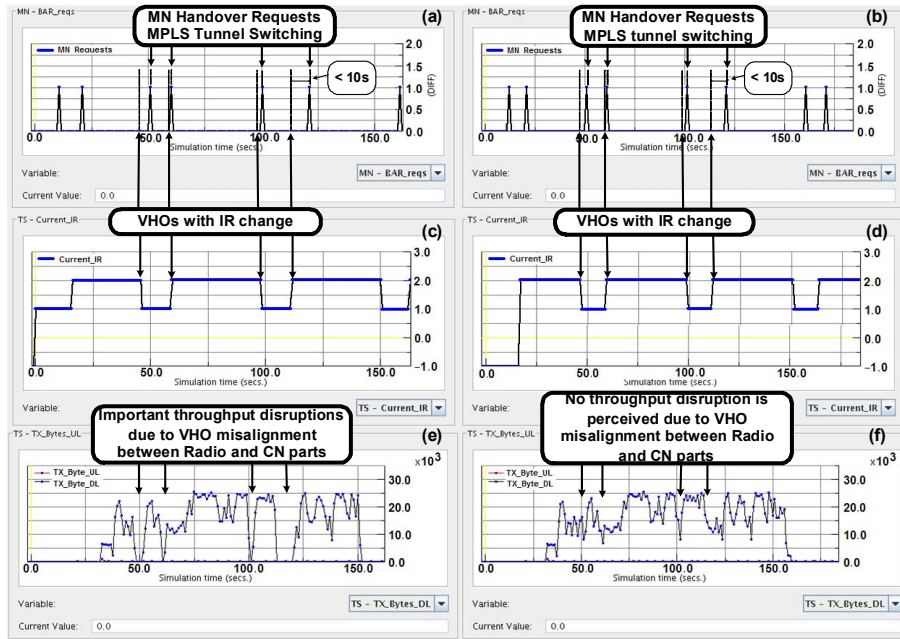 MN - BAR_reqs
(a)
MN Handover Requests
MPLS Tunnel Switching
MN_Requests
< 10s
2.0
1.5
1.0
0.5
0.0
(DIFF)
0.0
50.0
100.0
150.0
Simulation time (secs.)
Variable:
MN - BAR_reqs
Current Value:
0.0
(b)
MN Handover Requests
MPLS tunnel switching
MN_Requests
< 10s
2.0
1.5
1.0
0.5
0.0
(DIFF)
0.0
50.0
100.0
150.0
Simulation time (secs.)
Variable:
MN - BAR_reqs
Current Value:
0.0
TS - Current_IR
VHOs with IR change
(c)
Current_IR
3.0
2.0
1.0
0.0
-1.0
0.0
50.0
100.0
150.0
Simulation time (secs.)
Variable:
TS - Current_IR
TS - Current_IR
VHOs with IR change
(d)
Current_IR
3.0
2.0
1.0
0.0
-1.0
0.0
50.0
100.0
150.0
Simulation time (secs.)
Variable:
TS - Current_IR
TS - TX_Bytes_UL
Important throughput disruptions
due to VHO misalignment
between Radio and CN parts
(e)
x10³
TX_Byte_UL
TX_Byte_DL
30.0
20.0
10.0
0.0
0.0
50.0
100.0
150.0
Simulation time (secs.)
Variable:
TS - TX_Bytes_DL
Current Value:
0.0
TS - TX_Bytes_UL
No throughput disruption is
perceived due to VHO
misalignment between Radio
and CN parts
(f)
x10³
TX_Byte_UL
TX_Byte_DL
30.0
20.0
10.0
0.0
0.0
50.0
100.0
150.0
Simulation time (secs.)
Variable:
TS - TX_Bytes_DL
Current Value:
0.0